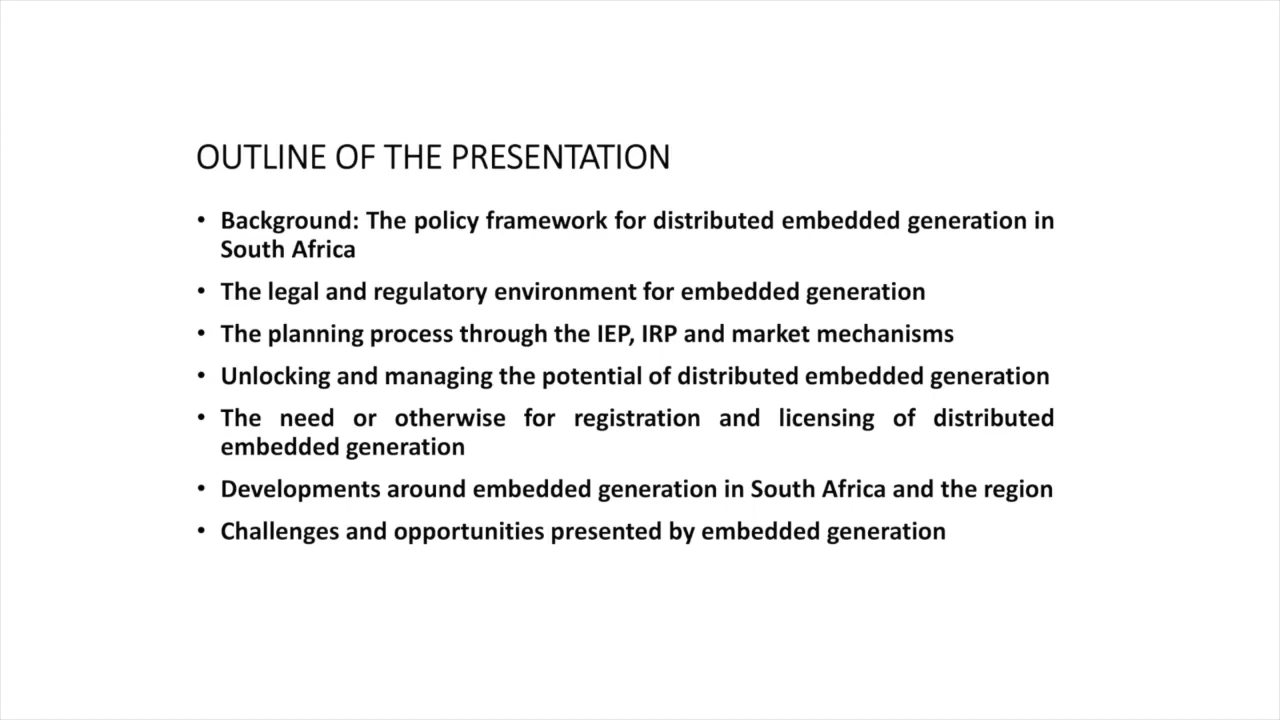 OUTLINE OF THE PRESENTATION
• Background: The policy framework for distributed embedded generation in
South Africa
• The legal and regulatory environment for embedded generation
• The planning process through the IEP, IRP and market mechanisms
• Unlocking and managing the potential of distributed embedded generation
• The need or otherwise for registration and licensing of distributed
embedded generation
• Developments around embedded generation in South Africa and the region
• Challenges and opportunities presented by embedded generation